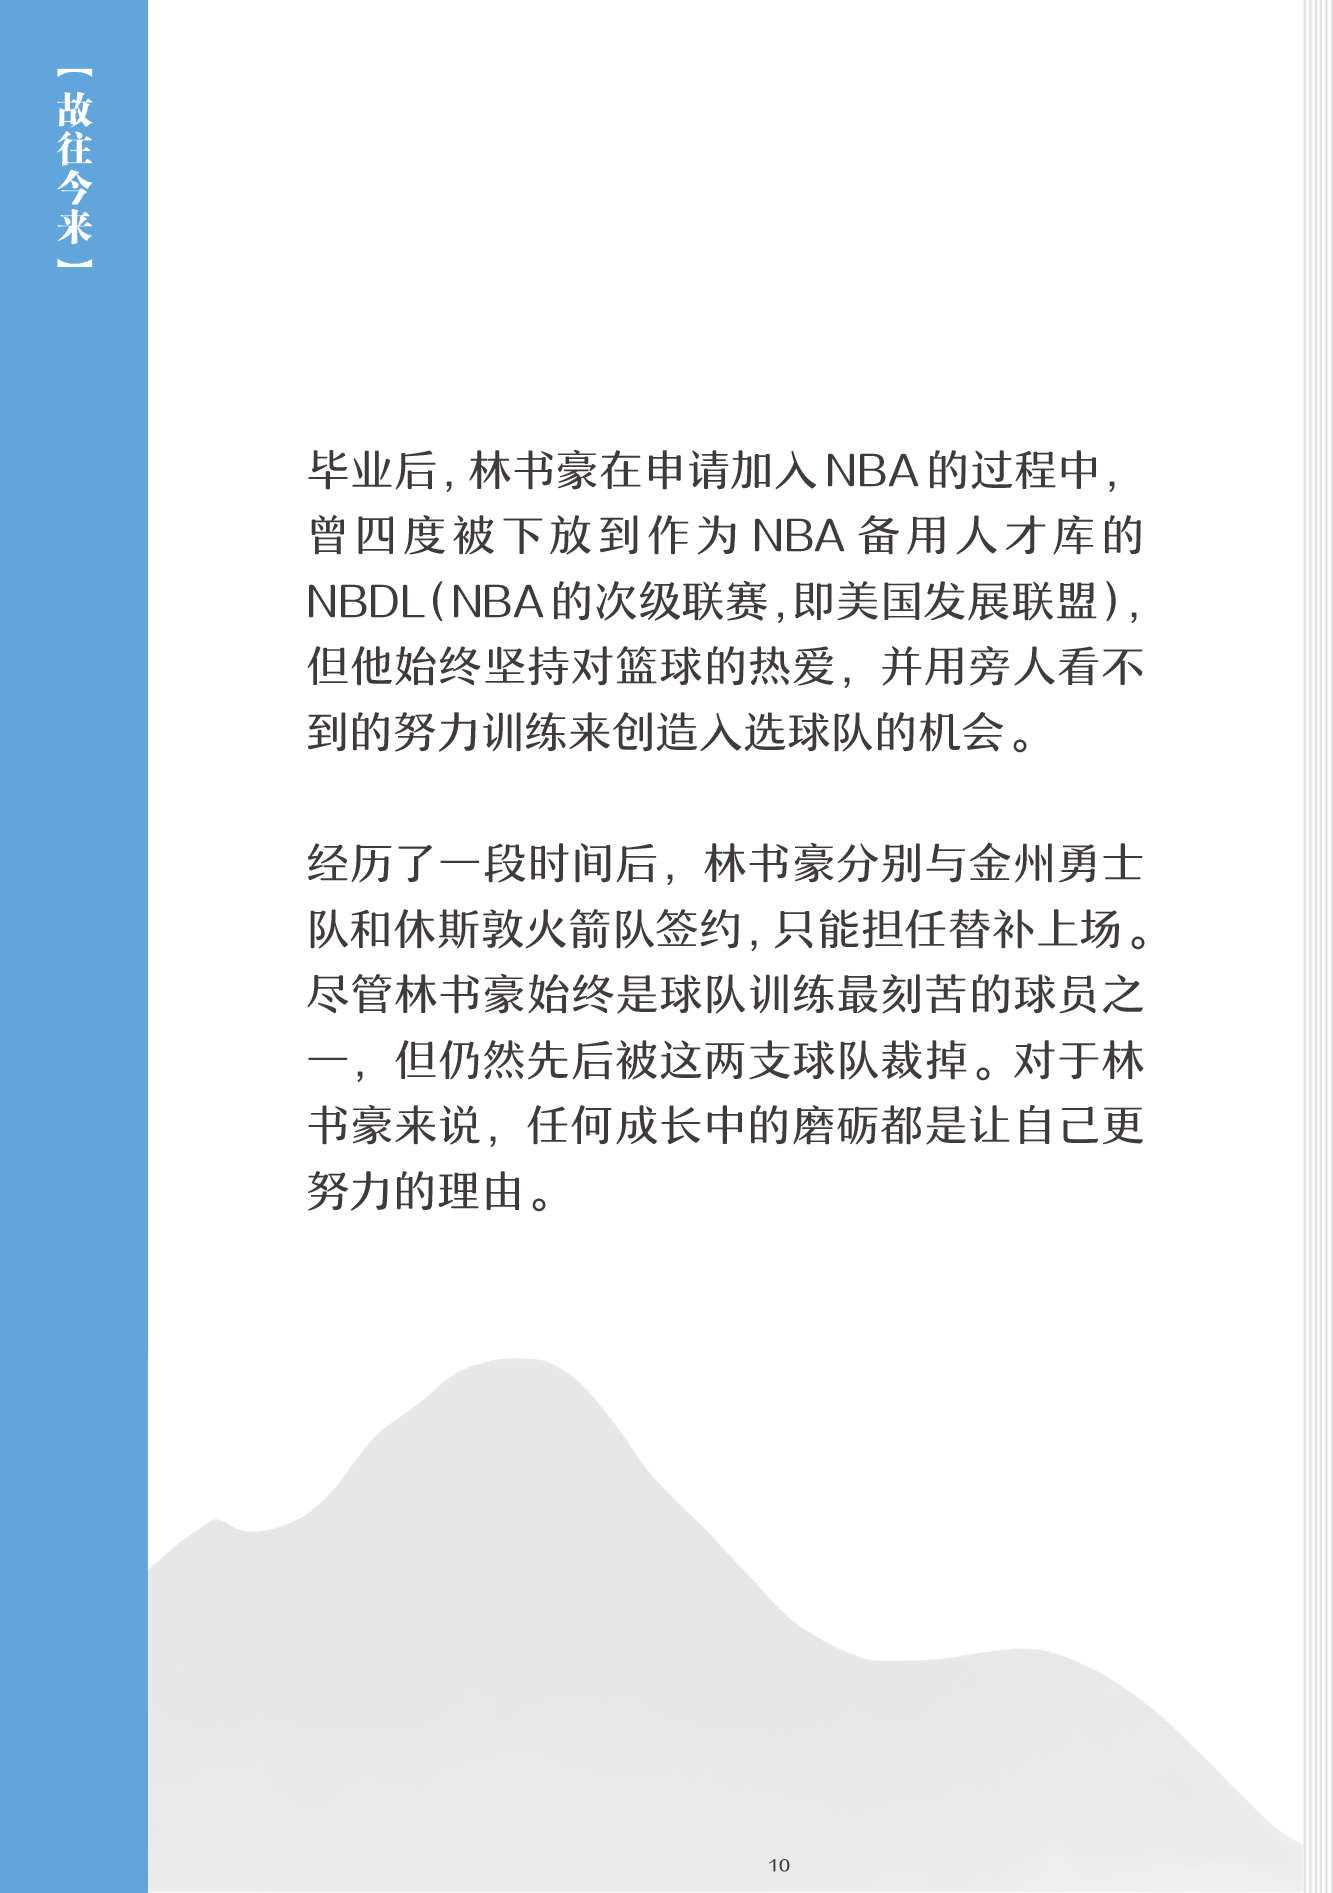 【故往今来】
毕业后，林书豪在申请加入NBA的过程中，
曾四度被下放到作为NBA备用人才库的
NBDL（NBA的次级联赛，即美国发展联盟），
但他始终坚持对篮球的热爱，并用旁人看不
到的努力训练来创造入选球队的机会。
经历了一段时间后，林书豪分别与金州勇士
队和休斯敦火箭队签约，只能担任替补上场。
尽管林书豪始终是球队训练最刻苦的球员之
一，但仍然先后被这两支球队裁掉。对于林
书豪来说，任何成长中的磨砺都是让自己更
努力的理由。
10